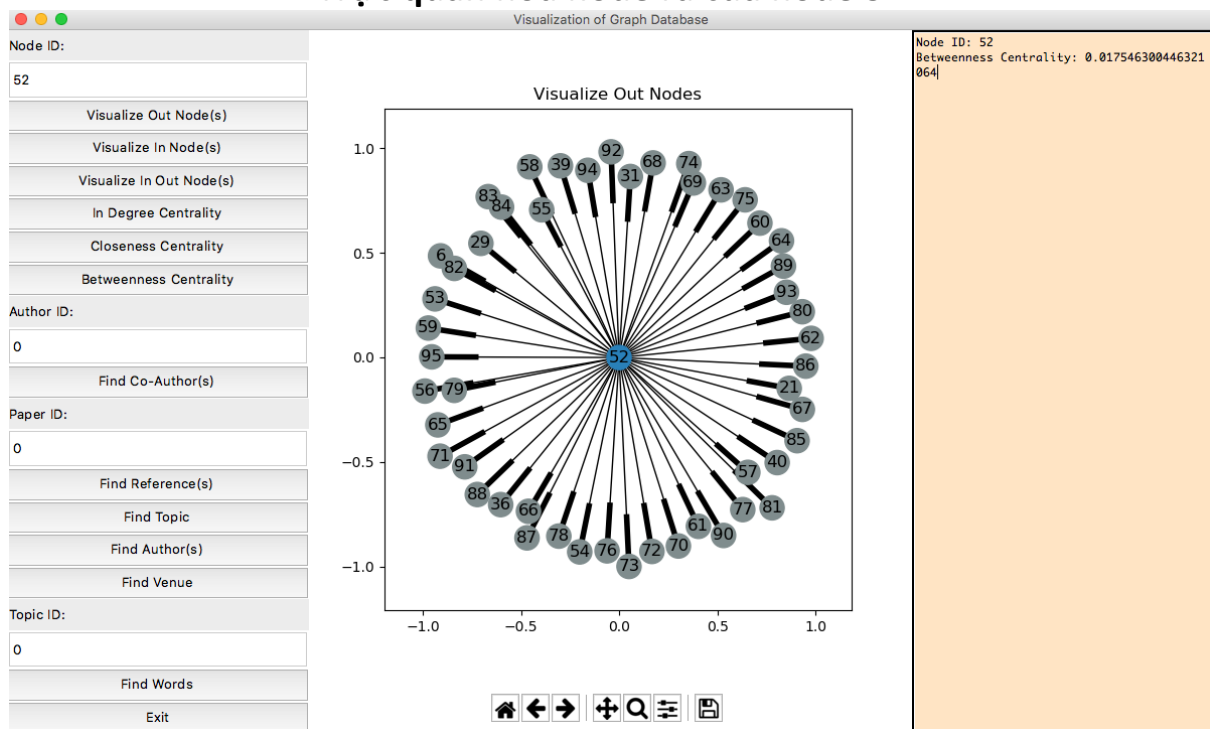 Visualization of Graph Database
Node ID:
52
Visualize Out Node(s)
Visualize In Node(s)
Visualize In Out Node(s)
In Degree Centrality
Closeness Centrality
Betweenness Centrality
Author ID:
0
Find Co-Author(s)
Paper ID:
0
Find Reference(s)
Find Topic
Find Author(s)
Find Venue
Topic ID:
0
Find Words
Exit
Visualize Out Nodes
1.0
0.5
0.0
−0.5
−1.0
−1.0 −0.5 0.0 0.5 1.0
92
58 39 94 31 68 74
69 63
83 84 55 75
60
29 64
6 82 89
53 93
80
59 62
95 52 86
56 79 21
67
65 85
71 91 40
57
88 36 66 77 81
87 78 61 90
54 76 73 72 70
Node ID: 52
Betweenness Centrality: 0.017546300446321
064